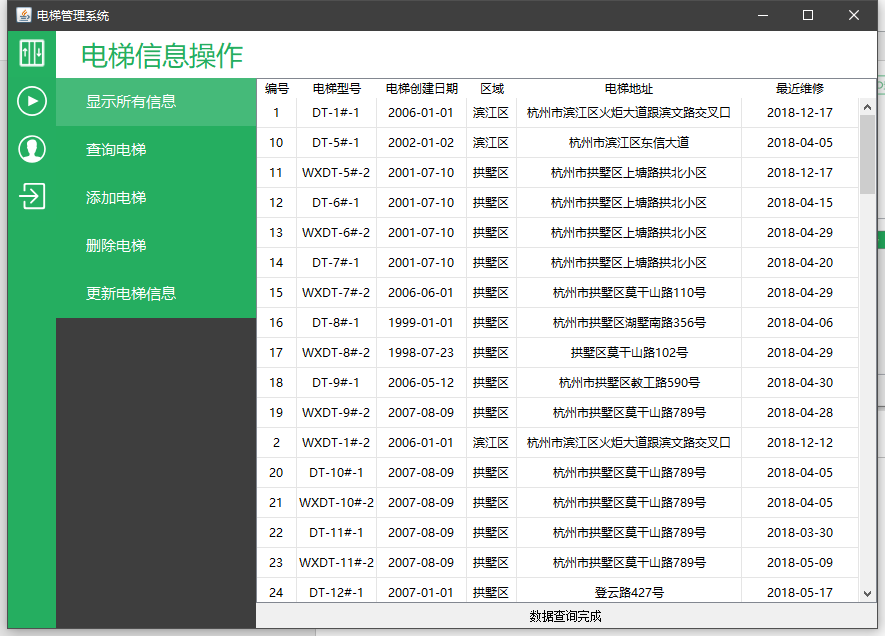 电梯管理系统
电梯信息操作
显示所有信息
查询电梯
添加电梯
删除电梯
更新电梯信息
编号 电梯型号 电梯创建日期 区域 电梯地址 最近维修
1 DT-1#-1 2006-01-01 滨江区 杭州市滨江区火炬大道跟滨文路交叉口 2018-12-17
10 DT-5#-1 2002-01-02 滨江区 杭州市滨江区东信大道 2018-04-05
11 WXDT-5#-2 2001-07-10 拱墅区 杭州市拱墅区上塘路拱北小区 2018-12-17
12 DT-6#-1 2001-07-10 拱墅区 杭州市拱墅区上塘路拱北小区 2018-04-15
13 WXDT-6#-2 2001-07-10 拱墅区 杭州市拱墅区上塘路拱北小区 2018-04-29
14 DT-7#-1 2001-07-10 拱墅区 杭州市拱墅区上塘路拱北小区 2018-04-20
15 WXDT-7#-2 2006-06-01 拱墅区 杭州市拱墅区莫干山路110号 2018-04-29
16 DT-8#-1 1999-01-01 拱墅区 杭州市拱墅区湖墅南路356号 2018-04-06
17 WXDT-8#-2 1998-07-23 拱墅区 拱墅区莫干山路102号 2018-04-29
18 DT-9#-1 2006-05-12 拱墅区 杭州市拱墅区教工路590号 2018-04-30
19 WXDT-9#-2 2007-08-09 拱墅区 杭州市拱墅区莫干山路789号 2018-04-28
2 WXDT-1#-2 2006-01-01 滨江区 杭州市滨江区火炬大道跟滨文路交叉口 2018-12-12
20 DT-10#-1 2007-08-09 拱墅区 杭州市拱墅区莫干山路789号 2018-04-05
21 WXDT-10#-2 2007-08-09 拱墅区 杭州市拱墅区莫干山路789号 2018-04-05
22 DT-11#-1 2007-08-09 拱墅区 杭州市拱墅区莫干山路789号 2018-03-30
23 WXDT-11#-2 2007-08-09 拱墅区 杭州市拱墅区莫干山路789号 2018-05-09
24 DT-12#-1 2007-01-01 拱墅区 登云路427号 2018-05-17
数据查询完成